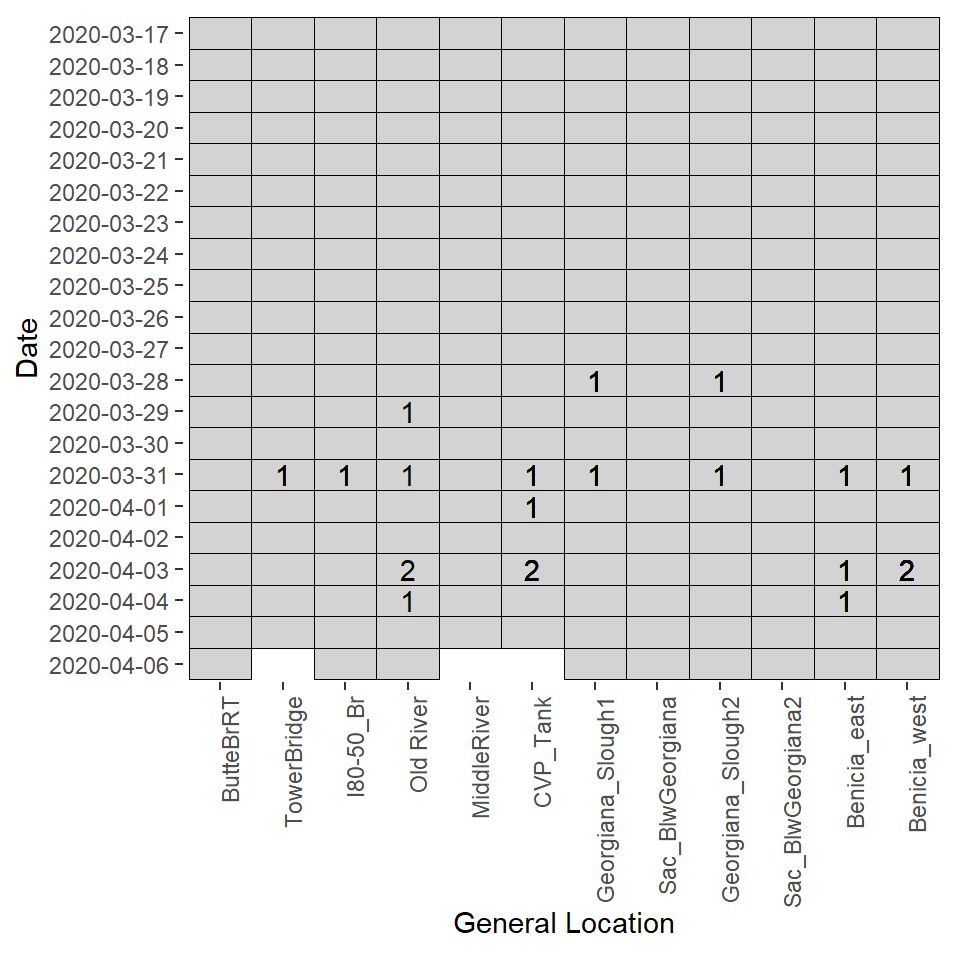 2020-03-17
2020-03-18
2020-03-19
2020-03-20
2020-03-21
2020-03-22
2020-03-23
2020-03-24
2020-03-25
2020-03-26
2020-03-27
2020-03-28 1 1
2020-03-29 1
2020-03-30
2020-03-31 1 1 1 1 1 1 1 1
2020-04-01 1
2020-04-02
2020-04-03 2 2 1 2
2020-04-04 1 1
2020-04-05
2020-04-06
Date
ButteBrRT
TowerBridge
I80-50_Br
Old River
MiddleRiver
CVP_Tank
Georgiana_Slough1
Sac_BlwGeorgiana
Georgiana_Slough2
Sac_BlwGeorgiana2
Benicia_east
Benicia_west
General Location